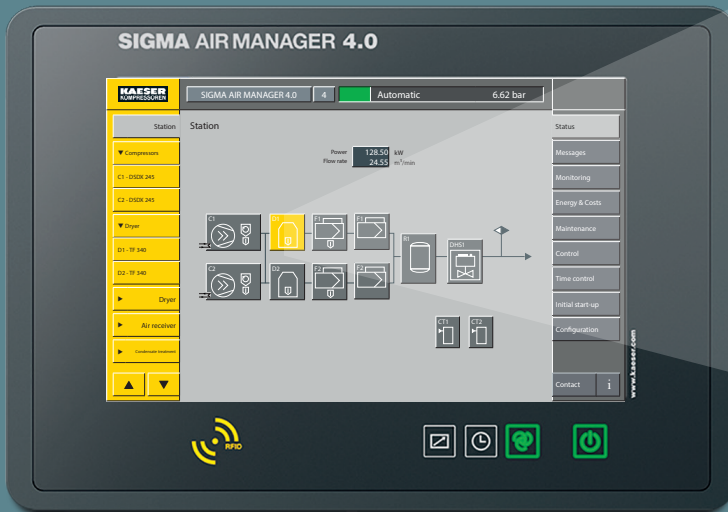 SIGMA AIR MANAGER 4.0
KAESER
KOMPRESSOREN
SIGMA AIR MANAGER 4.0 4 Automatic 6.62 bar
Station
Station
Status
Power 128.50 kW
Flow rate 24.55 m³/min
▼ Compressors
C1 - DSDX 245
C2 - DSDX 245
▼ Dryer
D1 - TF 340
D2 - TF 340
► Dryer
► Air receiver
► Condensate treatment
▲ ▼
C1 D1 F1 F1
R1 DHS1
C2 D2 F2 F2
CT1 CT2
Messages
Monitoring
Energy & Costs
Maintenance
Control
Time control
Initial start-up
Configuration
Contact i
www.kaeser.com
RFID